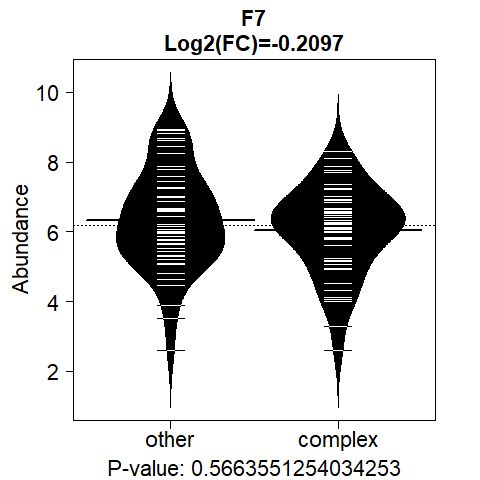 F7
Log2(FC)=-0.2097
Abundance
10
8
6
4
2
other complex
P-value: 0.5663551254034253